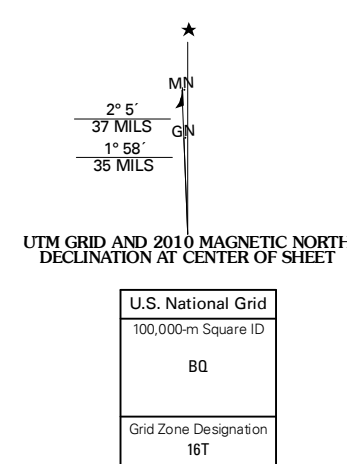 ★
MN
2° 5´
37 MILS
GN
1° 58´
35 MILS
UTM GRID AND 2010 MAGNETIC NORTH
DECLINATION AT CENTER OF SHEET
U.S. National Grid
100,000-m Square ID
BQ
Grid Zone Designation
16T